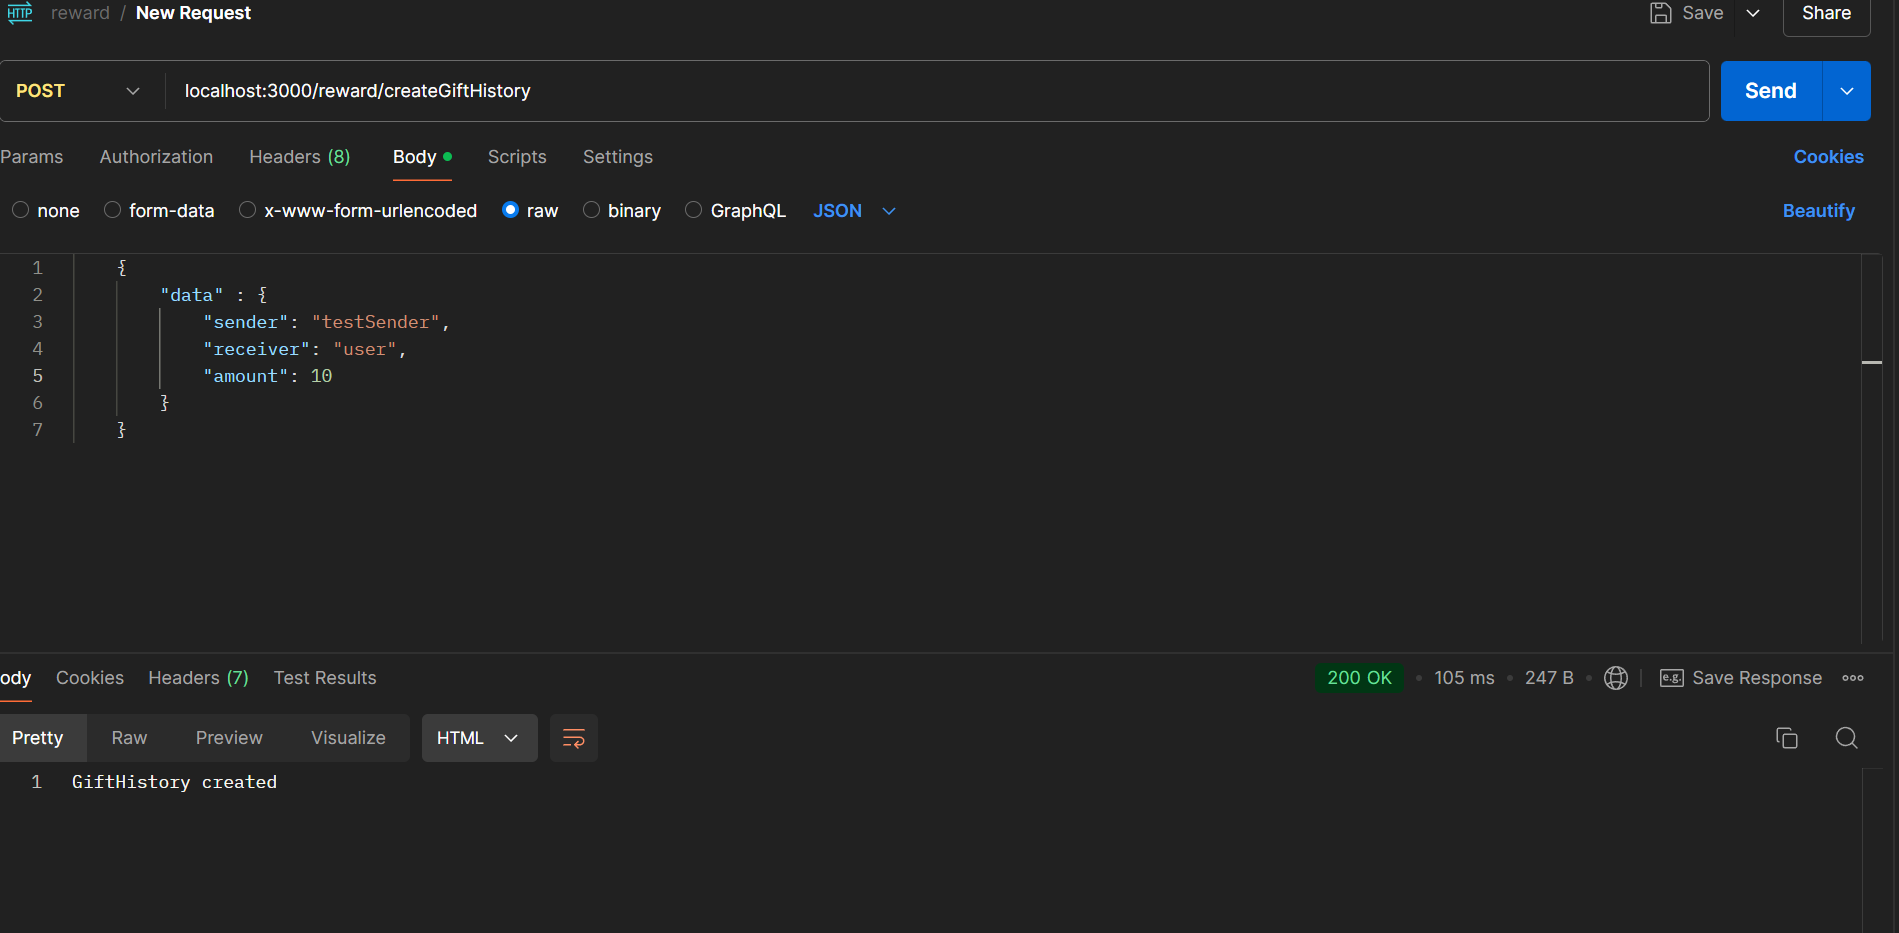 HTTP reward / New Request Save Share
POST localhost:3000/reward/createGiftHistory Send
Params Authorization Headers (8) Body Scripts Settings Cookies
none form-data x-www-form-urlencoded raw binary GraphQL JSON Beautify
1 {
2 "data" : {
3 "sender": "testSender",
4 "receiver": "user",
5 "amount": 10
6 }
7 }
ody Cookies Headers (7) Test Results 200 OK • 105 ms • 247 B • e.g. Save Response
Pretty Raw Preview Visualize HTML
1 GiftHistory created